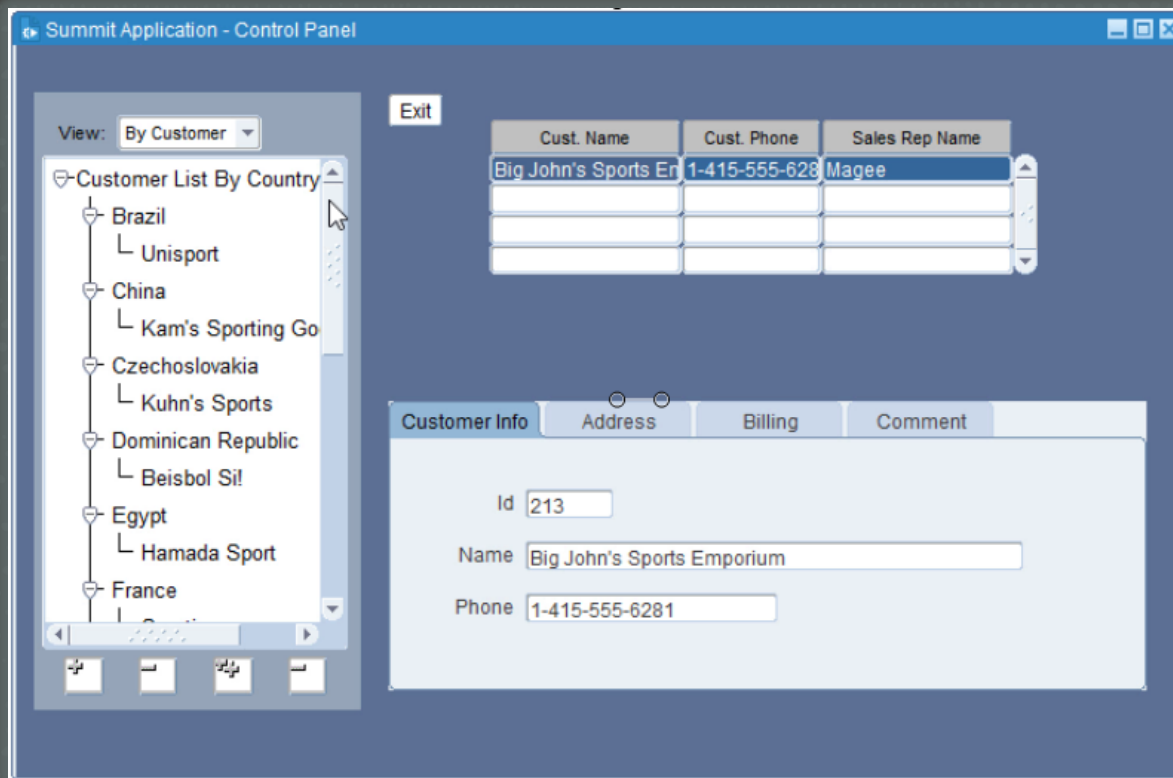 Summit Application - Control Panel
View: By Customer
Customer List By Country
Brazil
Unisport
China
Kam's Sporting Go
Czechoslovakia
Kuhn's Sports
Dominican Republic
Beisbol Si!
Egypt
Hamada Sport
France
Exit
Cust. Name Cust. Phone Sales Rep Name
Big John's Sports En 1-415-555-628 Magee
Customer Info Address Billing Comment
Id 213
Name Big John's Sports Emporium
Phone 1-415-555-6281